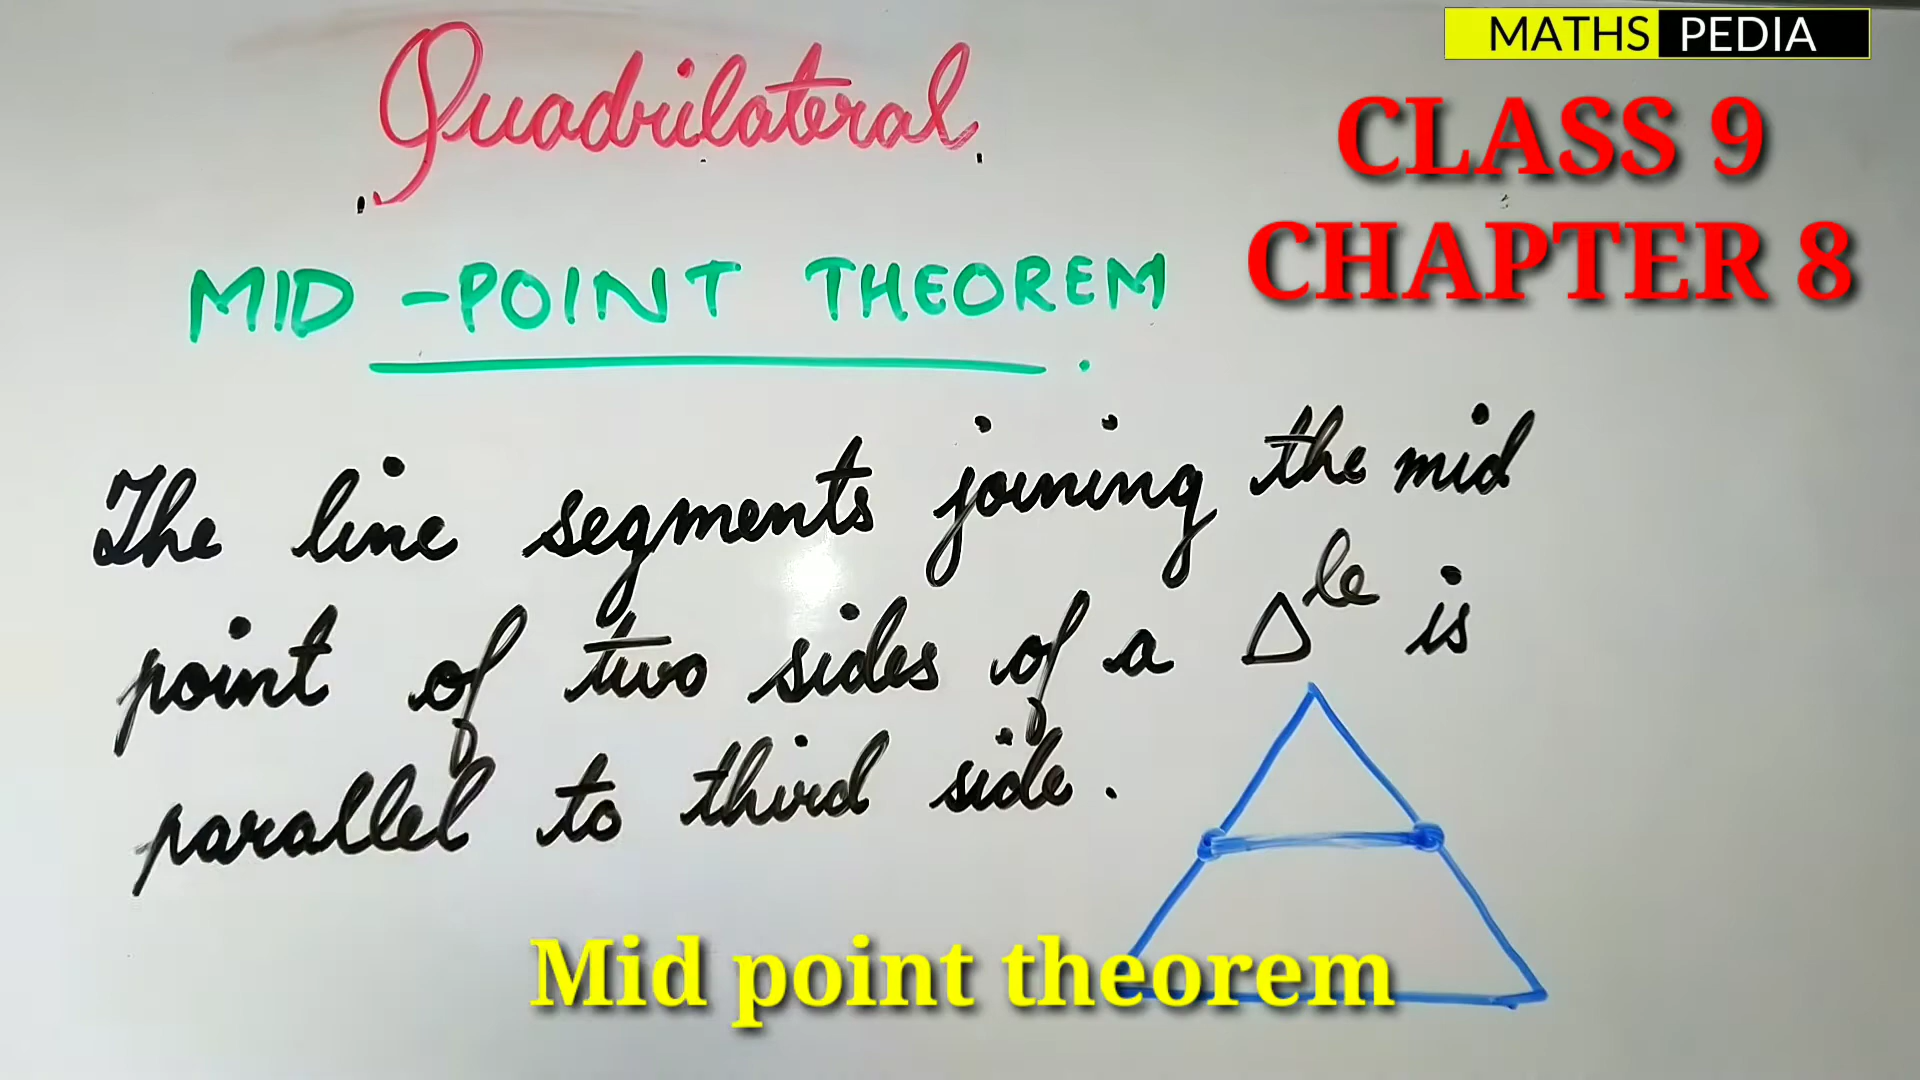 MATHS PEDIA
Quadrilateral
CLASS 9
CHAPTER 8
MID-POINT THEOREM
The line segments joining the mid
point of two sides of a Δle is
parallel to third side.
Mid point theorem